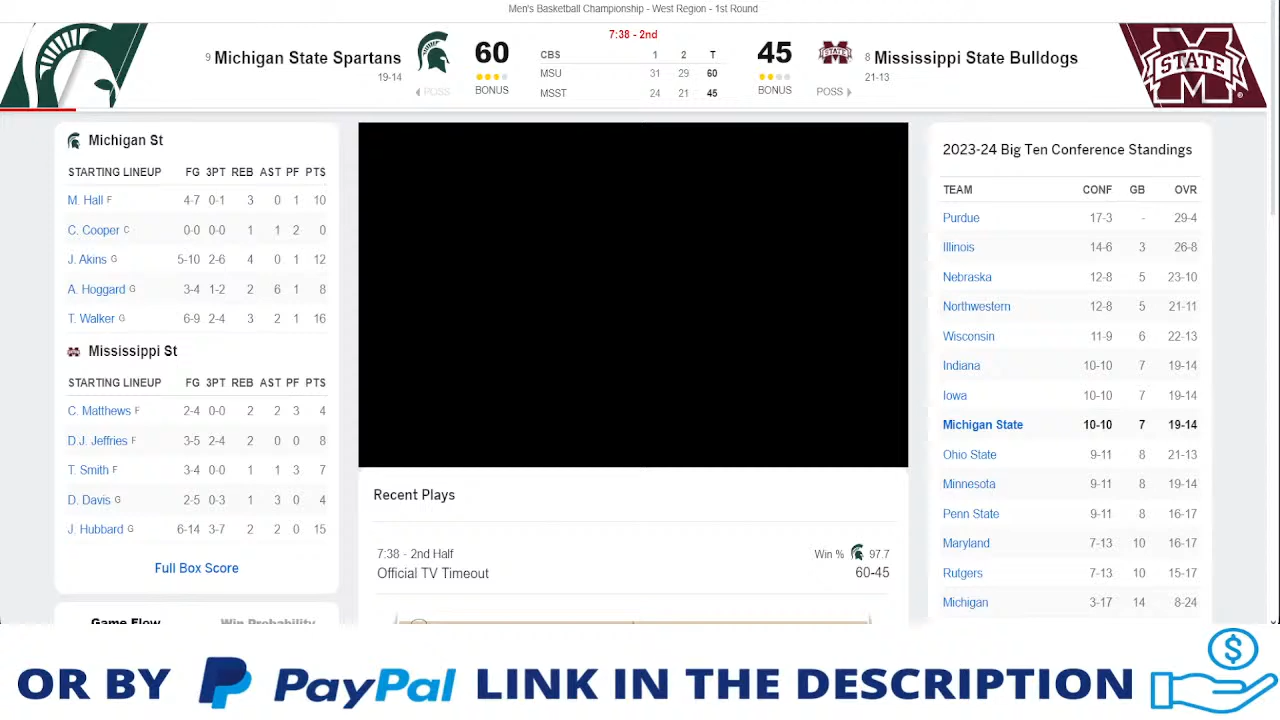 Men's Basketball Championship - West Region - 1st Round
9 Michigan State Spartans
19-14
POSS
60
BONUS
7:38 - 2nd
CBS 1 2 T
MSU 31 29 60
MSST 24 21 45
45
BONUS
POSS
8 Mississippi State Bulldogs
21-13
STATE
STATE
Michigan St
STARTING LINEUP FG 3PT REB AST PF PTS
M. Hall F 4-7 0-1 3 0 1 10
C. Cooper C 0-0 0-0 1 1 2 0
J. Akins G 5-10 2-6 4 0 1 12
A. Hoggard G 3-4 1-2 2 6 1 8
T. Walker G 6-9 2-4 3 2 1 16
Mississippi St
STARTING LINEUP FG 3PT REB AST PF PTS
C. Matthews F 2-4 0-0 2 2 3 4
D.J. Jeffries F 3-5 2-4 2 0 0 8
T. Smith F 3-4 0-0 1 1 3 7
D. Davis G 2-5 0-3 1 3 0 4
J. Hubbard G 6-14 3-7 2 2 0 15
Full Box Score
Game Flow Win Probability
Recent Plays
7:38 - 2nd Half Win % 97.7
Official TV Timeout 60-45
2023-24 Big Ten Conference Standings
TEAM CONF GB OVR
Purdue 17-3 - 29-4
Illinois 14-6 3 26-8
Nebraska 12-8 5 23-10
Northwestern 12-8 5 21-11
Wisconsin 11-9 6 22-13
Indiana 10-10 7 19-14
Iowa 10-10 7 19-14
Michigan State 10-10 7 19-14
Ohio State 9-11 8 21-13
Minnesota 9-11 8 19-14
Penn State 9-11 8 16-17
Maryland 7-13 10 16-17
Rutgers 7-13 10 15-17
Michigan 3-17 14 8-24
OR BY PayPal LINK IN THE DESCRIPTION